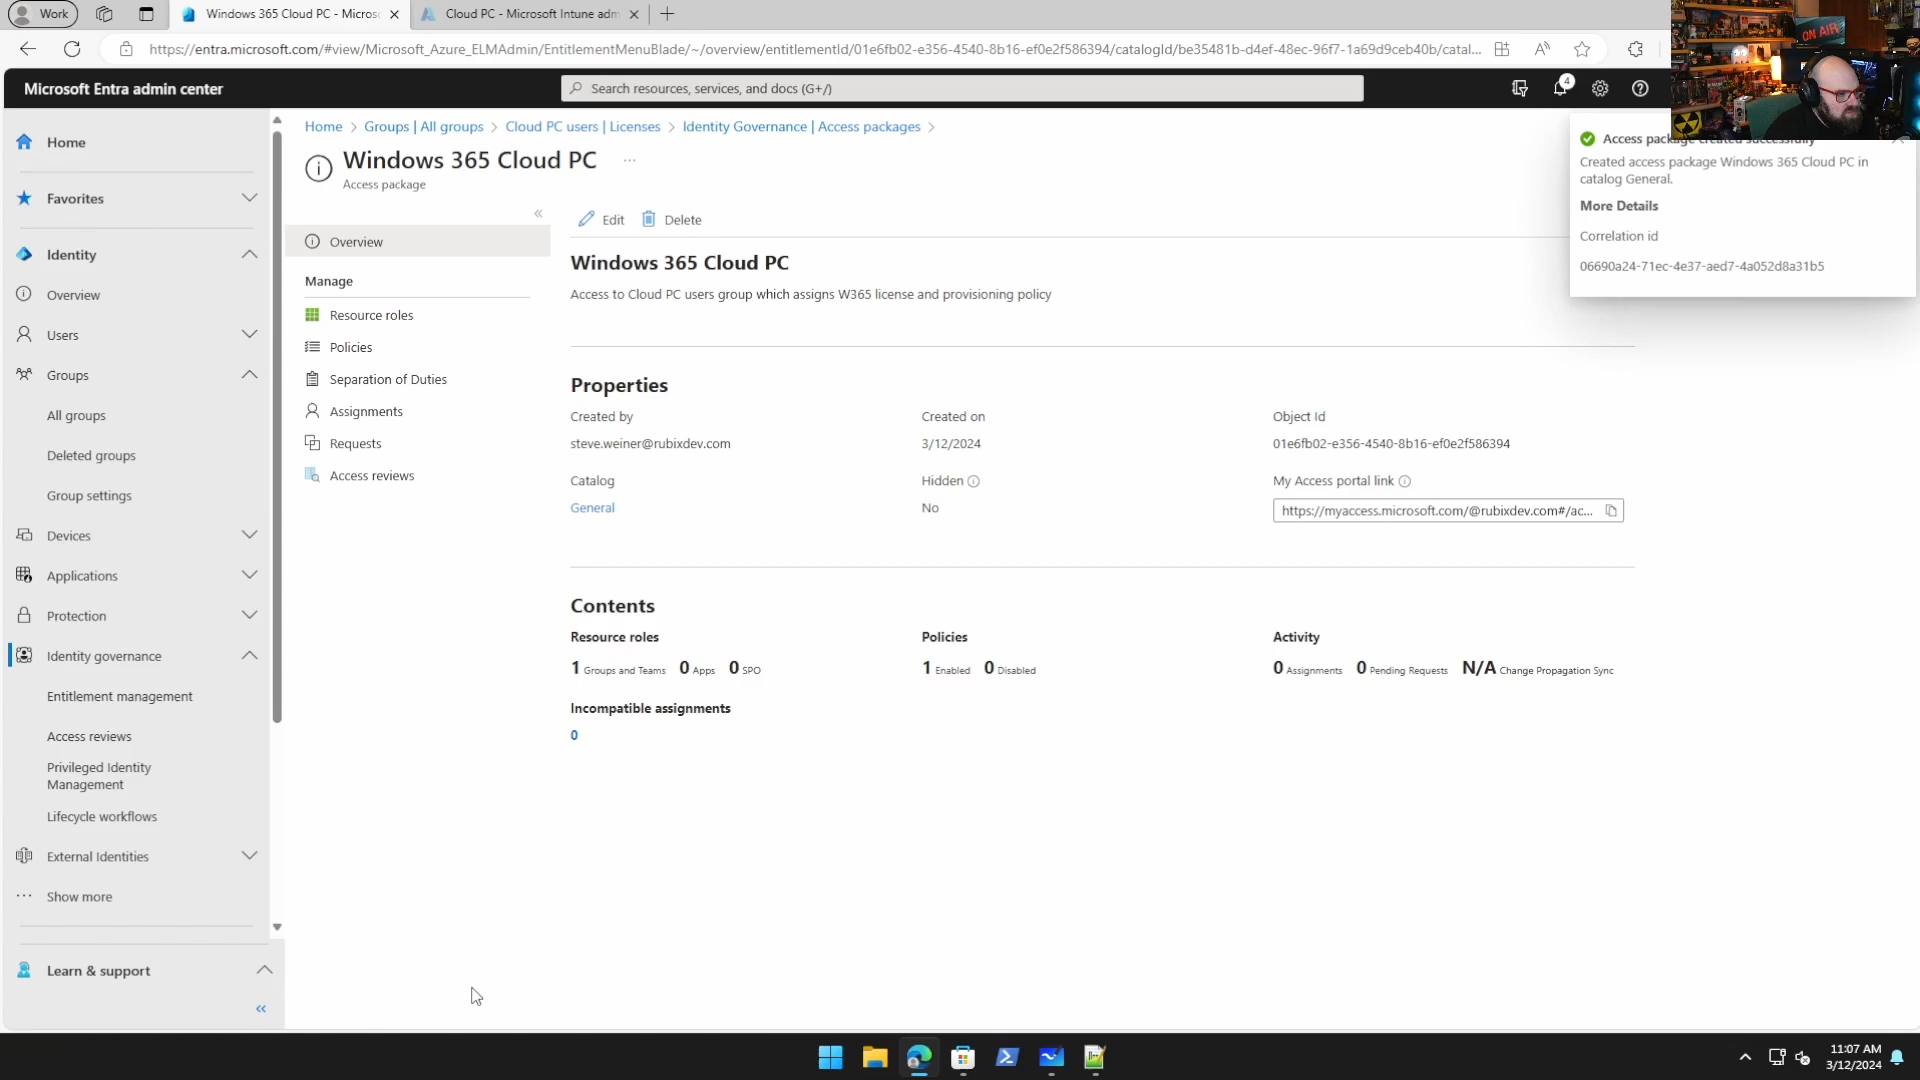 Work
Windows 365 Cloud PC - Micros
Cloud PC - Microsoft Intune adm
https://entra.microsoft.com/#view/Microsoft_Azure_ELMAdmin/EntitlementMenuBlade/~/overview/entitlementId/01e6fb02-e356-4540-8b16-ef0e2f586394/catalogId/be35481b-d4ef-48ec-96f7-1a69d9ceb40b/catal...
ON AIR
Microsoft Entra admin center
Search resources, services, and docs (G+/)
4
Home
Favorites
Identity
Overview
Users
Groups
All groups
Deleted groups
Group settings
Devices
Applications
Protection
Identity governance
Entitlement management
Access reviews
Privileged Identity
Management
Lifecycle workflows
External Identities
Show more
Learn & support
Home > Groups | All groups > Cloud PC users | Licenses > Identity Governance | Access packages >
Windows 365 Cloud PC ...
Access package
Overview
Manage
Resource roles
Policies
Separation of Duties
Assignments
Requests
Access reviews
Edit Delete
Windows 365 Cloud PC
Access to Cloud PC users group which assigns W365 license and provisioning policy
Properties
Created by
steve.weiner@rubixdev.com
Created on
3/12/2024
Object Id
01e6fb02-e356-4540-8b16-ef0e2f586394
Catalog
General
Hidden
No
My Access portal link
https://myaccess.microsoft.com/@rubixdev.com#/ac...
Contents
Resource roles
1 Groups and Teams 0 Apps 0 SPO
Policies
1 Enabled 0 Disabled
Activity
0 Assignments 0 Pending Requests N/A Change Propagation Sync
Incompatible assignments
0
Access package created successfully
Created access package Windows 365 Cloud PC in
catalog General.
More Details
Correlation id
06690a24-71ec-4e37-aed7-4a052d8a31b5
11:07 AM
3/12/2024